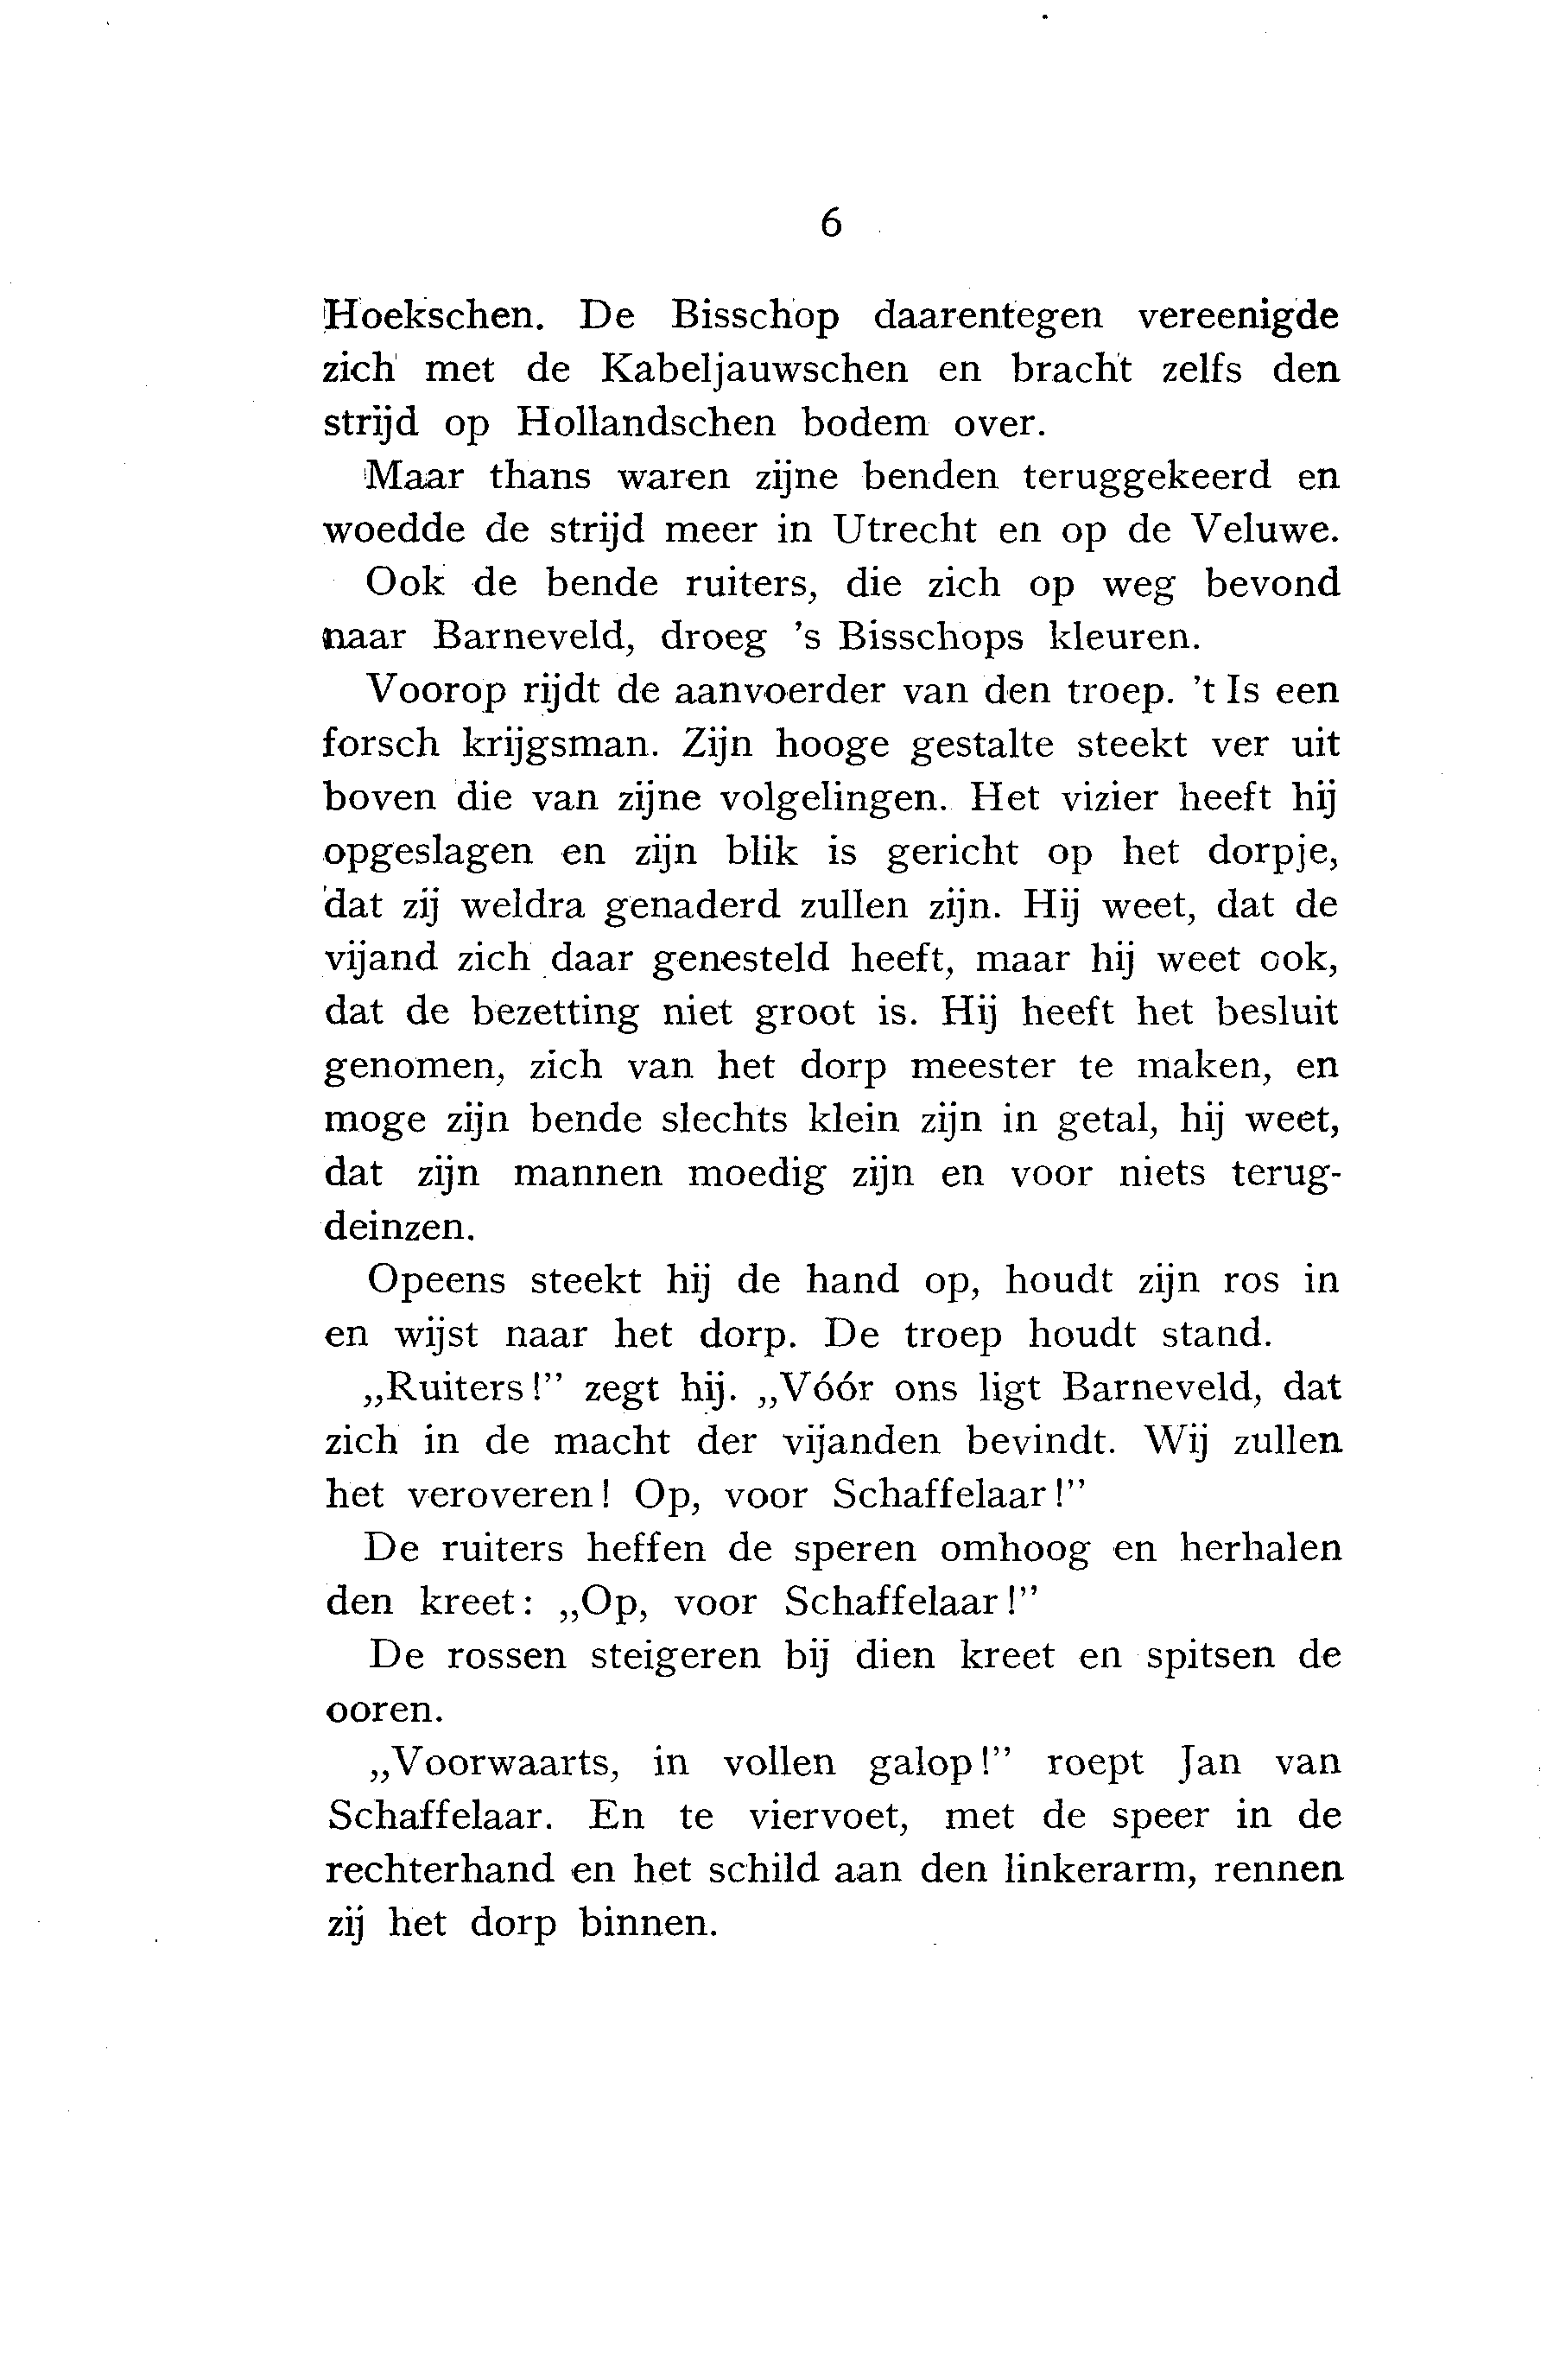 6
Hoekschen. De Bisschop daarentegen vereenigde
zich met de Kabeljauwschen en bracht zelfs den
strijd op Hollandschen bodem over.
Maar thans waren zijne benden teruggekeerd en
woedde de strijd meer in Utrecht en op de Veluwe.
Ook de bende ruiters, die zich op weg bevond
naar Barneveld, droeg 's Bisschops kleuren.
Voorop rijdt de aanvoerder van den troep. 't Is een
forsch krijgsman. Zijn hooge gestalte steekt ver uit
boven die van zijne volgelingen. Het vizier heeft hij
opgeslagen en zijn blik is gericht op het dorpje,
dat zij weldra genaderd zullen zijn. Hij weet, dat de
vijand zich daar genesteld heeft, maar hij weet ook,
dat de bezetting niet groot is. Hij heeft het besluit
genomen, zich van het dorp meester te maken, en
moge zijn bende slechts klein zijn in getal, hij weet,
dat zijn mannen moedig zijn en voor niets terug-
deinzen.
Opeens steekt hij de hand op, houdt zijn ros in
en wijst naar het dorp. De troep houdt stand.
„Ruiters!” zegt hij. „Vóór ons ligt Barneveld, dat
zich in de macht der vijanden bevindt. Wij zullen
het veroveren! Op, voor Schaffelaar!”
De ruiters heffen de speren omhoog en herhalen
den kreet: „Op, voor Schaffelaar!”
De rossen steigeren bij dien kreet en spitsen de
ooren.
„Voorwaarts, in vollen galop!” roept Jan van
Schaffelaar. En te viervoet, met de speer in de
rechterhand en het schild aan den linkerarm, rennen
zij het dorp binnen.